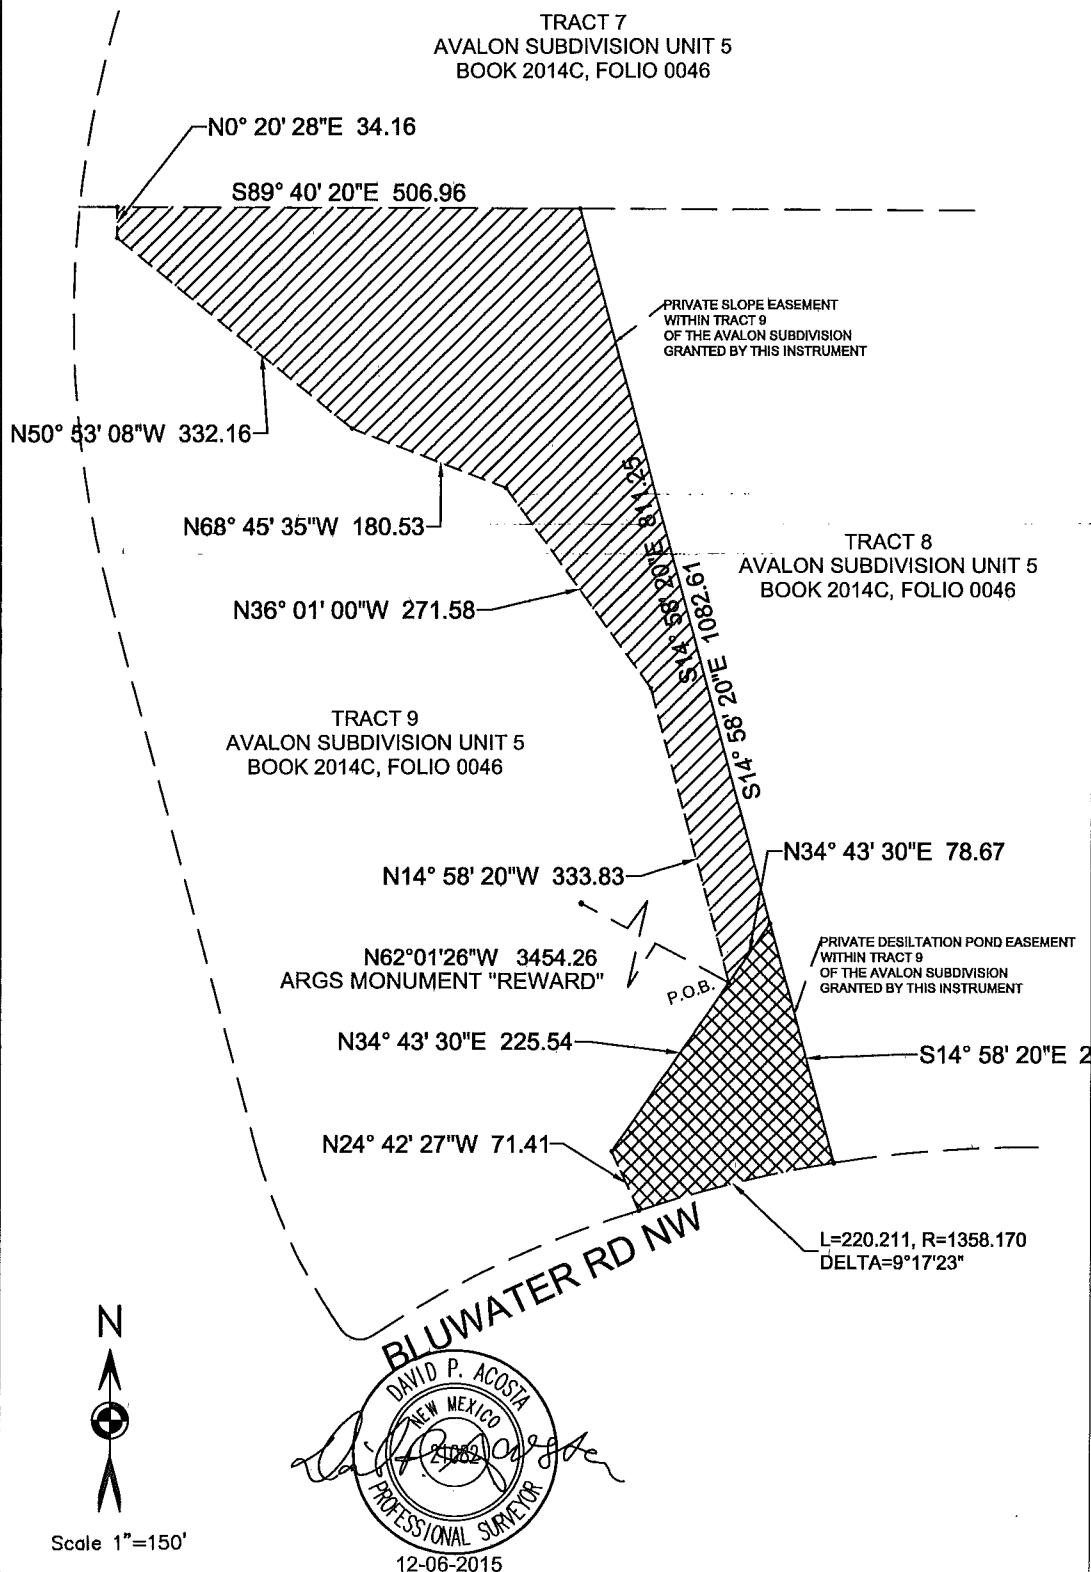 TRACT 7
AVALON SUBDIVISION UNIT 5
BOOK 2014C, FOLIO 0046
N0° 20' 28"E 34.16
S89° 40' 20"E 506.96
PRIVATE SLOPE EASEMENT
WITHIN TRACT 9
OF THE AVALON SUBDIVISION
GRANTED BY THIS INSTRUMENT
N50° 53' 08"W 332.16
N68° 45' 35"W 180.53
S14° 58' 20"E 811.25
S14° 58' 20"E 1082.61
TRACT 8
AVALON SUBDIVISION UNIT 5
BOOK 2014C, FOLIO 0046
N36° 01' 00"W 271.58
TRACT 9
AVALON SUBDIVISION UNIT 5
BOOK 2014C, FOLIO 0046
N34° 43' 30"E 78.67
N14° 58' 20"W 333.83
N62°01'26"W 3454.26
ARGS MONUMENT "REWARD"
P.O.B.
PRIVATE DESILTATION POND EASEMENT
WITHIN TRACT 9
OF THE AVALON SUBDIVISION
GRANTED BY THIS INSTRUMENT
N34° 43' 30"E 225.54
S14° 58' 20"E 2
N24° 42' 27"W 71.41
L=220.211, R=1358.170
DELTA=9°17'23"
BLUWATER RD NW
N
Scale 1"=150'
DAVID P. ACOSTA
NEW MEXICO
21082
PROFESSIONAL SURVEYOR
12-06-2015